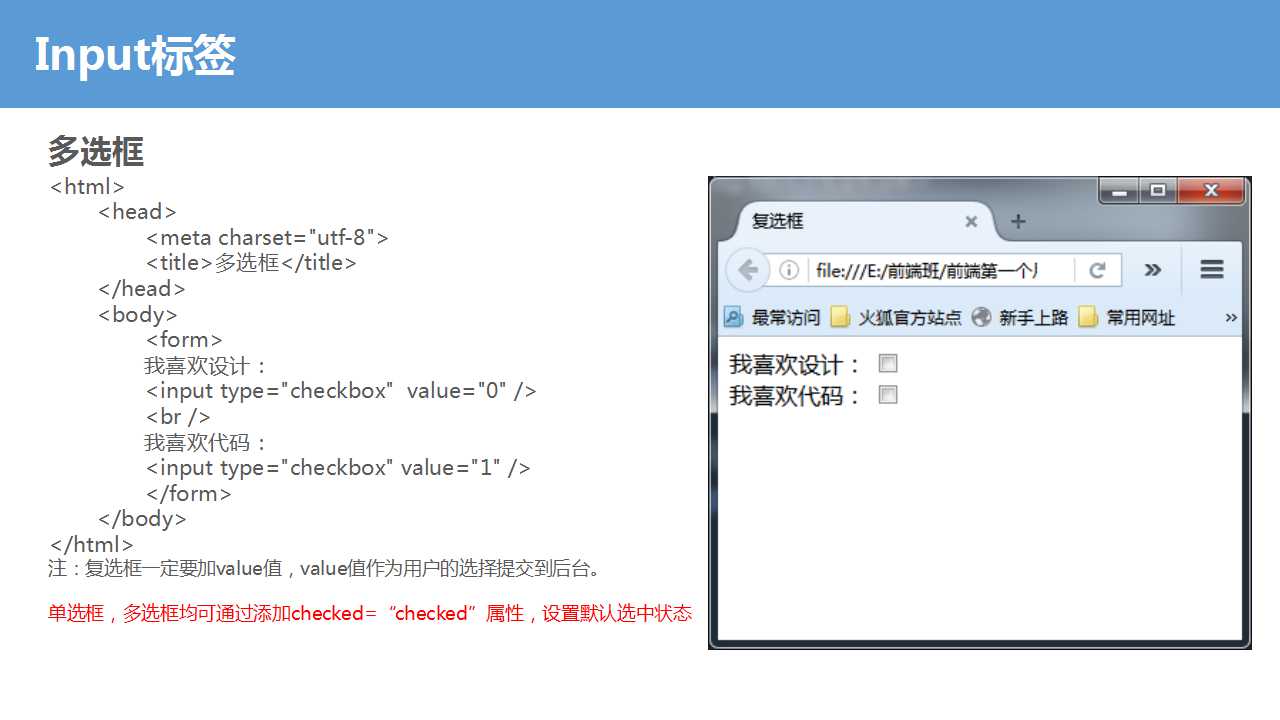 Input标签
多选框
<html>
<head>
<meta charset="utf-8">
<title>多选框</title>
</head>
<body>
<form>
我喜欢设计：
<input type="checkbox"  value="0" />
<br />
我喜欢代码：
<input type="checkbox" value="1" />
</form>
</body>
</html>
注：复选框一定要加value值，value值作为用户的选择提交到后台。
单选框，多选框均可通过添加checked=“checked”属性，设置默认选中状态
复选框
file:///E:/前端班/前端第一个
最常访问 火狐官方站点 新手上路 常用网址
我喜欢设计：
我喜欢代码：